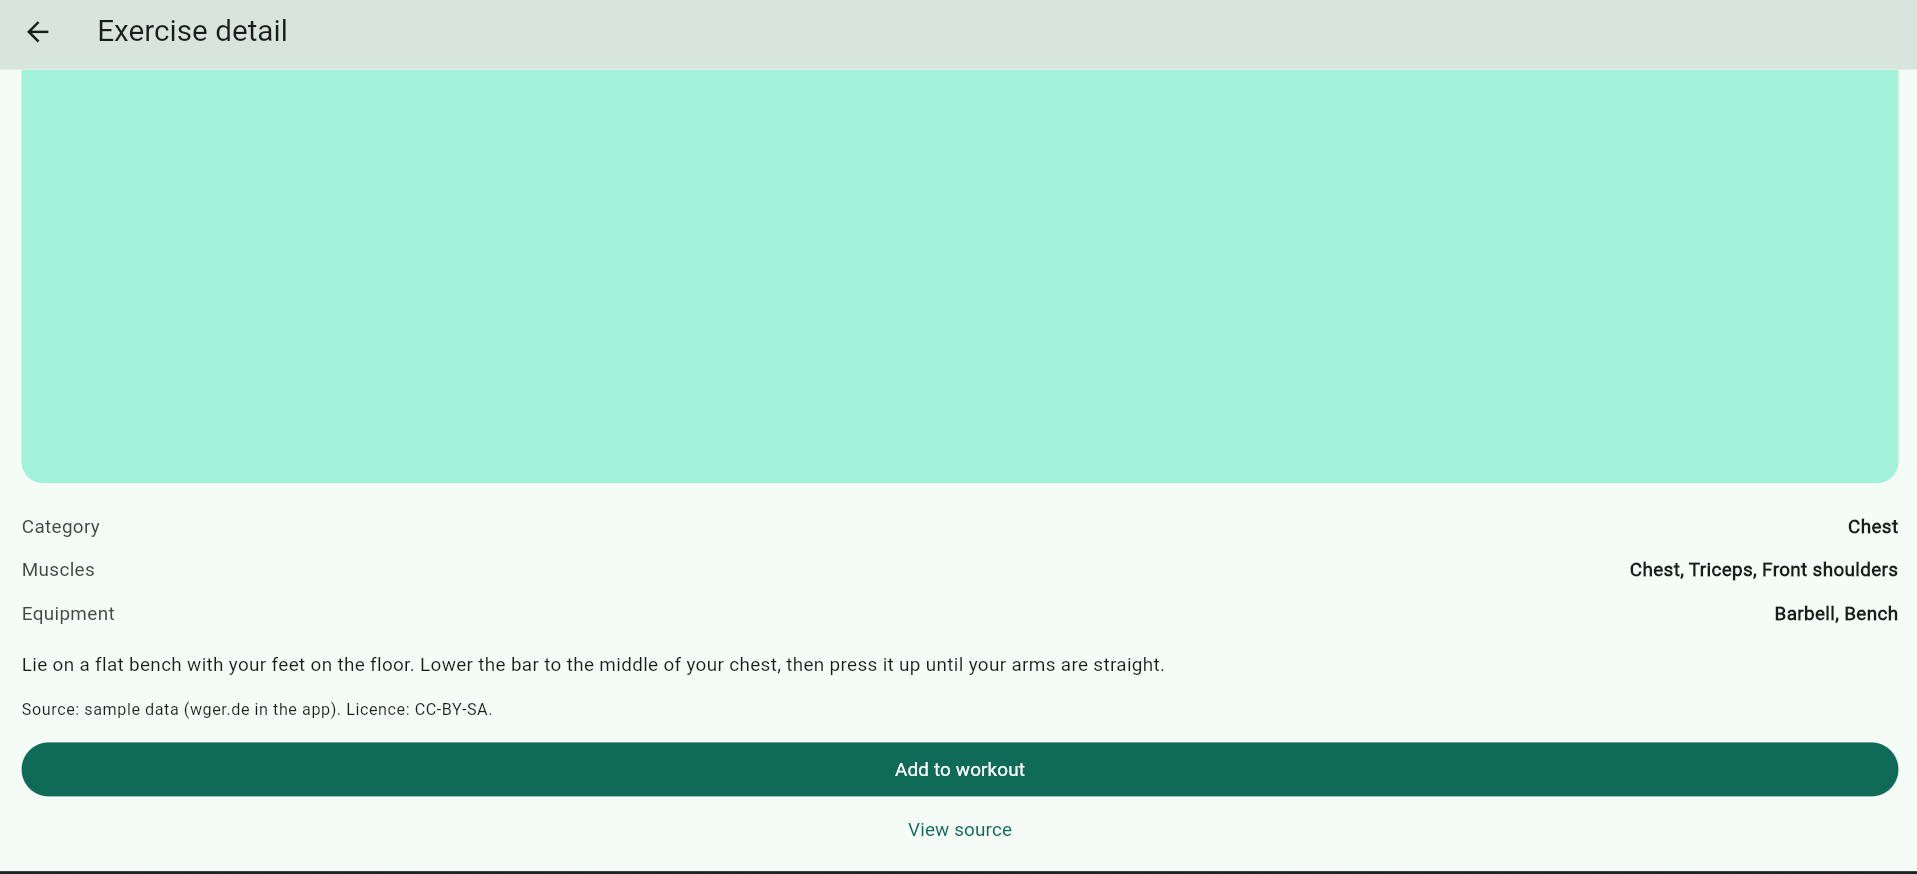 Exercise detail
Category
Chest
Muscles
Chest, Triceps, Front shoulders
Equipment
Barbell, Bench
Lie on a flat bench with your feet on the floor. Lower the bar to the middle of your chest, then press it up until your arms are straight.
Source: sample data (wger.de in the app). Licence: CC-BY-SA.
Add to workout
View source